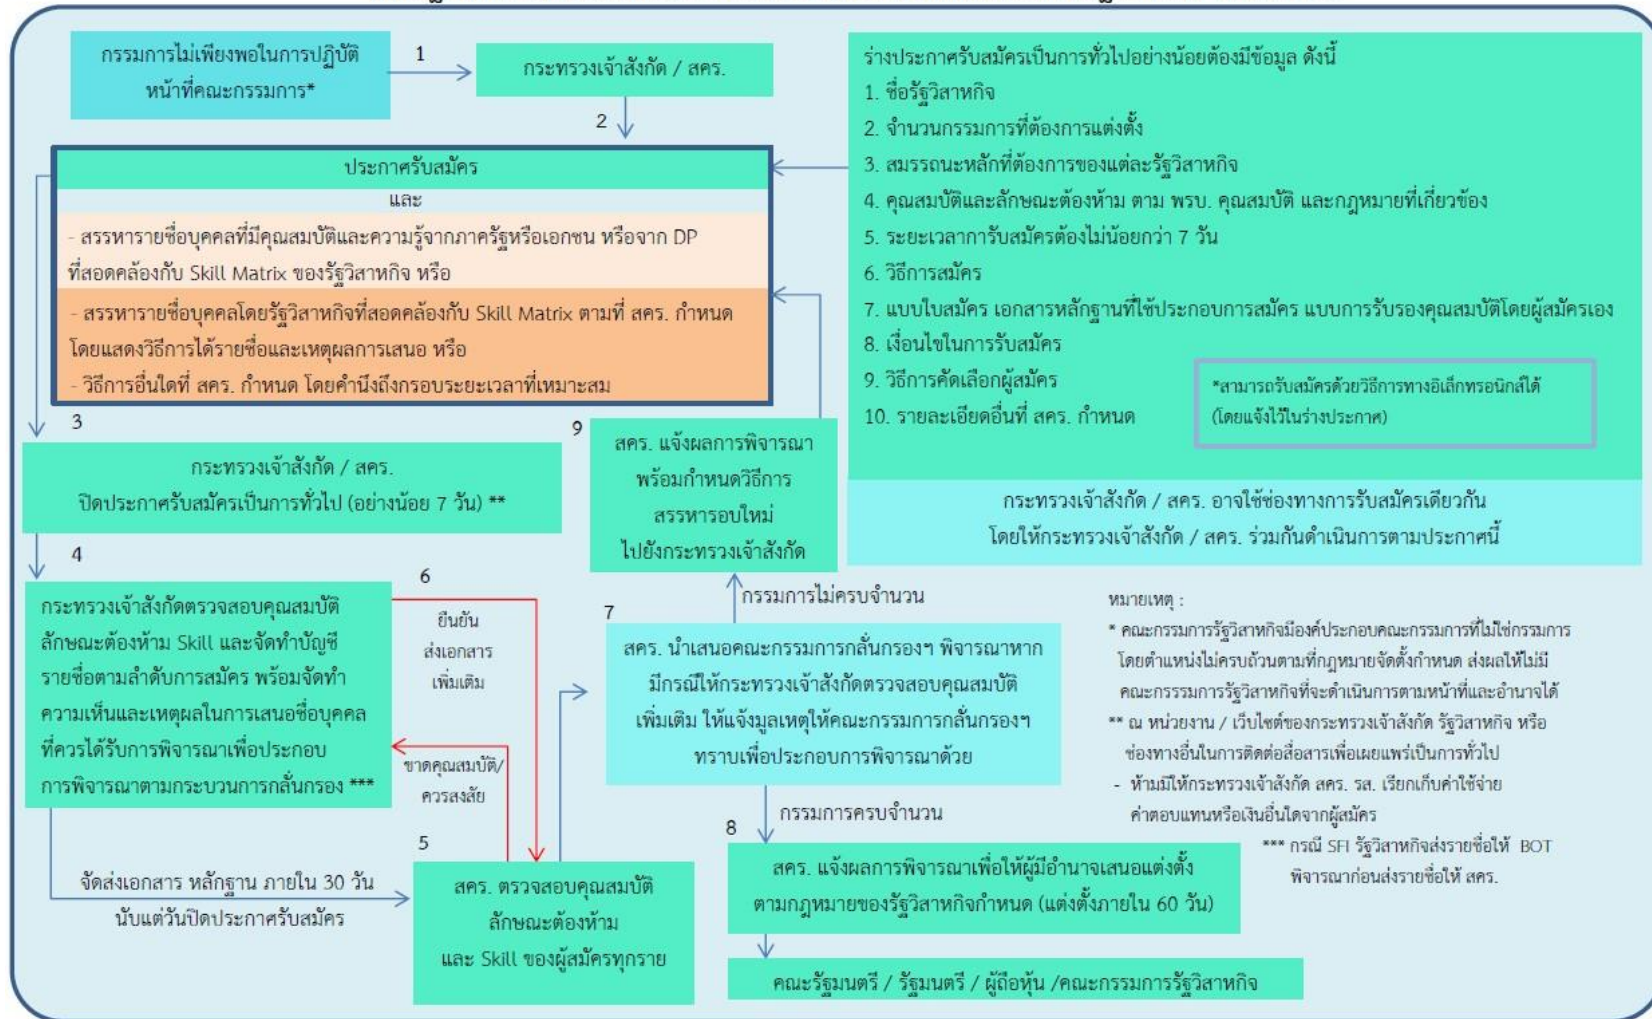 กรรมการไม่เพียงพอในการปฏิบัติ
หน้าที่คณะกรรมการ*
1
กระทรวงเจ้าสังกัด / สคร.
2
ประกาศรับสมัคร
และ
- สรรหารายชื่อบุคคลที่มีคุณสมบัติและความรู้จากภาครัฐหรือเอกชน หรือจาก DP
ที่สอดคล้องกับ Skill Matrix ของรัฐวิสาหกิจ หรือ
- สรรหารายชื่อบุคคลโดยรัฐวิสาหกิจที่สอดคล้องกับ Skill Matrix ตามที่ สคร. กำหนด
โดยแสดงวิธีการได้รายชื่อและเหตุผลการเสนอ หรือ
- วิธีการอื่นใดที่ สคร. กำหนด โดยคำนึงถึงกรอบระยะเวลาที่เหมาะสม
ร่างประกาศรับสมัครเป็นการทั่วไปอย่างน้อยต้องมีข้อมูล ดังนี้
1. ชื่อรัฐวิสาหกิจ
2. จำนวนกรรมการที่ต้องการแต่งตั้ง
3. สมรรถนะหลักที่ต้องการของแต่ละรัฐวิสาหกิจ
4. คุณสมบัติและลักษณะต้องห้าม ตาม พรบ. คุณสมบัติ และกฎหมายที่เกี่ยวข้อง
5. ระยะเวลาการับสมัครต้องไม่น้อยกว่า 7 วัน
6. วิธีการสมัคร
7. แบบใบสมัคร เอกสารหลักฐานที่ใช้ประกอบการสมัคร แบบการรับรองคุณสมบัติโดยผู้สมัครเอง
8. เงื่อนไขในการรับสมัคร
9. วิธีการคัดเลือกผู้สมัคร
10. รายละเอียดอื่นที่ สคร. กำหนด
*สามารถรับสมัครด้วยวิธีการทางอิเล็กทรอนิกส์ได้
(โดยแจ้งไว้ในร่างประกาศ)
กระทรวงเจ้าสังกัด / สคร. อาจใช้ช่องทางการรับสมัครเดียวกัน
โดยให้กระทรวงเจ้าสังกัด / สคร. ร่วมกันดำเนินการตามประกาศนี้
3
กระทรวงเจ้าสังกัด / สคร.
ปิดประกาศรับสมัครเป็นการทั่วไป (อย่างน้อย 7 วัน) **
9
สคร. แจ้งผลการพิจารณา
พร้อมกำหนดวิธีการ
สรรหารอบใหม่
ไปยังกระทรวงเจ้าสังกัด
4
กระทรวงเจ้าสังกัดตรวจสอบคุณสมบัติ
ลักษณะต้องห้าม Skill และจัดทำบัญชี
รายชื่อตามลำดับการสมัคร พร้อมจัดทำ
ความเห็นและเหตุผลในการเสนอชื่อบุคคล
ที่ควรได้รับการพิจารณาเพื่อประกอบ
การพิจารณาตามกระบวนการกลั่นกรอง ***
6
ยืนยัน
ส่งเอกสาร
เพิ่มเติม
ขาดคุณสมบัติ/
ควรสงสัย
กรรมการไม่ครบจำนวน
7
สคร. นำเสนอคณะกรรมการกลั่นกรองฯ พิจารณาหาก
มีกรณีให้กระทรวงเจ้าสังกัดตรวจสอบคุณสมบัติ
เพิ่มเติม ให้แจ้งมูลเหตุให้คณะกรรมการกลั่นกรองฯ
ทราบเพื่อประกอบการพิจารณาด้วย
กรรมการครบจำนวน
จัดส่งเอกสาร หลักฐาน ภายใน 30 วัน
นับแต่วันปิดประกาศรับสมัคร
5
สคร. ตรวจสอบคุณสมบัติ
ลักษณะต้องห้าม
และ Skill ของผู้สมัครทุกราย
8
สคร. แจ้งผลการพิจารณาเพื่อให้ผู้มีอำนาจเสนอแต่งตั้ง
ตามกฎหมายของรัฐวิสาหกิจกำหนด (แต่งตั้งภายใน 60 วัน)
คณะรัฐมนตรี / รัฐมนตรี / ผู้ถือหุ้น /คณะกรรมการรัฐวิสาหกิจ
หมายเหตุ :
* คณะกรรมการรัฐวิสาหกิจมีองค์ประกอบคณะกรรมการที่ไม่ใช่กรรมการ
โดยตำแหน่งไม่ครบถ้วนตามที่กฎหมายจัดตั้งกำหนด ส่งผลให้ไม่มี
คณะกรรรมการรัฐวิสาหกิจที่จะดำเนินการตามหน้าที่และอำนาจได้
** ณ หน่วยงาน / เว็บไซต์ของกระทรวงเจ้าสังกัด รัฐวิสาหกิจ หรือ
ช่องทางอื่นในการติดต่อสื่อสารเพื่อเผยแพร่เป็นการทั่วไป
- ห้ามมิให้กระทรวงเจ้าสังกัด สคร. รส. เรียกเก็บค่าใช้จ่าย
ค่าตอบแทนหรือเงินอื่นใดจากผู้สมัคร
*** กรณี SFI รัฐวิสาหกิจส่งรายชื่อให้ BOT
พิจารณาก่อนส่งรายชื่อให้ สคร.